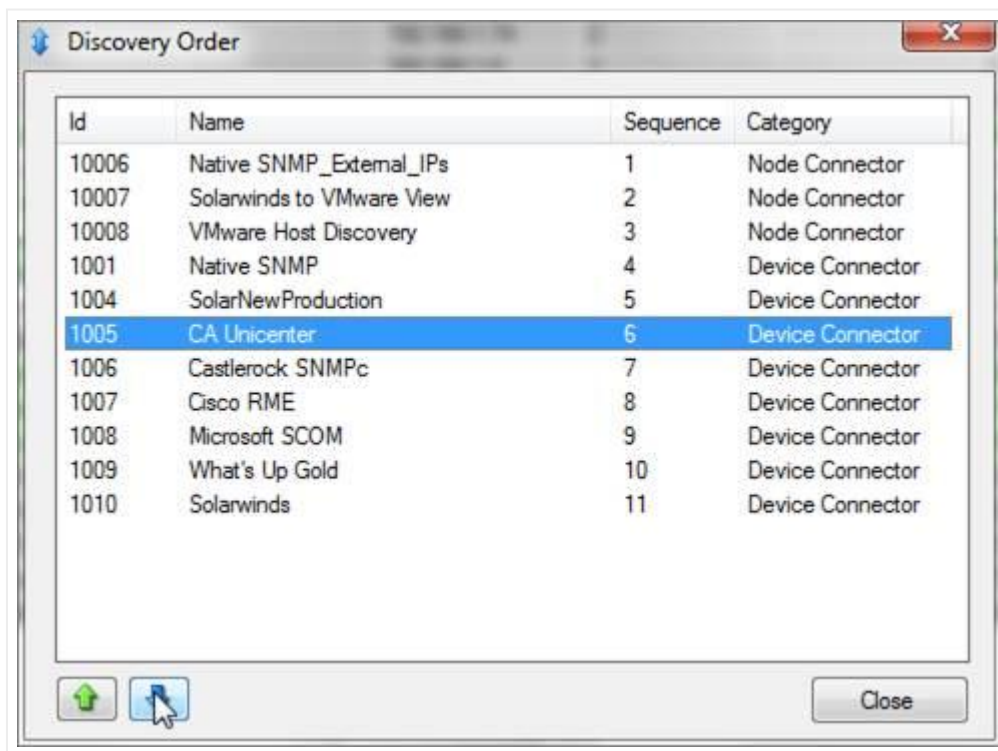 Discovery Order
Id Name Sequence Category
10006 Native SNMP_External_IPs 1 Node Connector
10007 Solarwinds to VMware View 2 Node Connector
10008 VMware Host Discovery 3 Node Connector
1001 Native SNMP 4 Device Connector
1004 SolarNewProduction 5 Device Connector
1005 CA Unicenter 6 Device Connector
1006 Castlerock SNMPc 7 Device Connector
1007 Cisco RME 8 Device Connector
1008 Microsoft SCOM 9 Device Connector
1009 What's Up Gold 10 Device Connector
1010 Solarwinds 11 Device Connector
Close